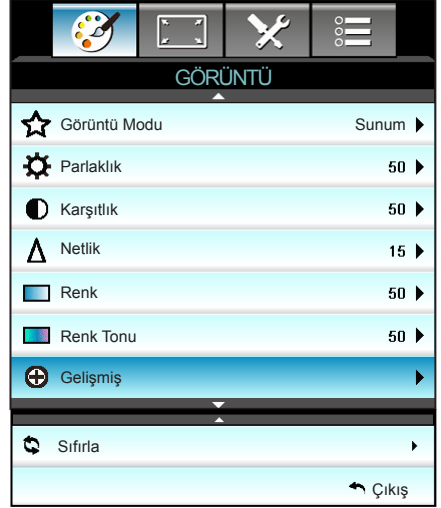 GÖRÜNTÜ
Görüntü Modu Sunum
Parlaklık 50
Karşıtlık 50
Netlik 15
Renk 50
Renk Tonu 50
Gelişmiş
Sıfırla
Çıkış